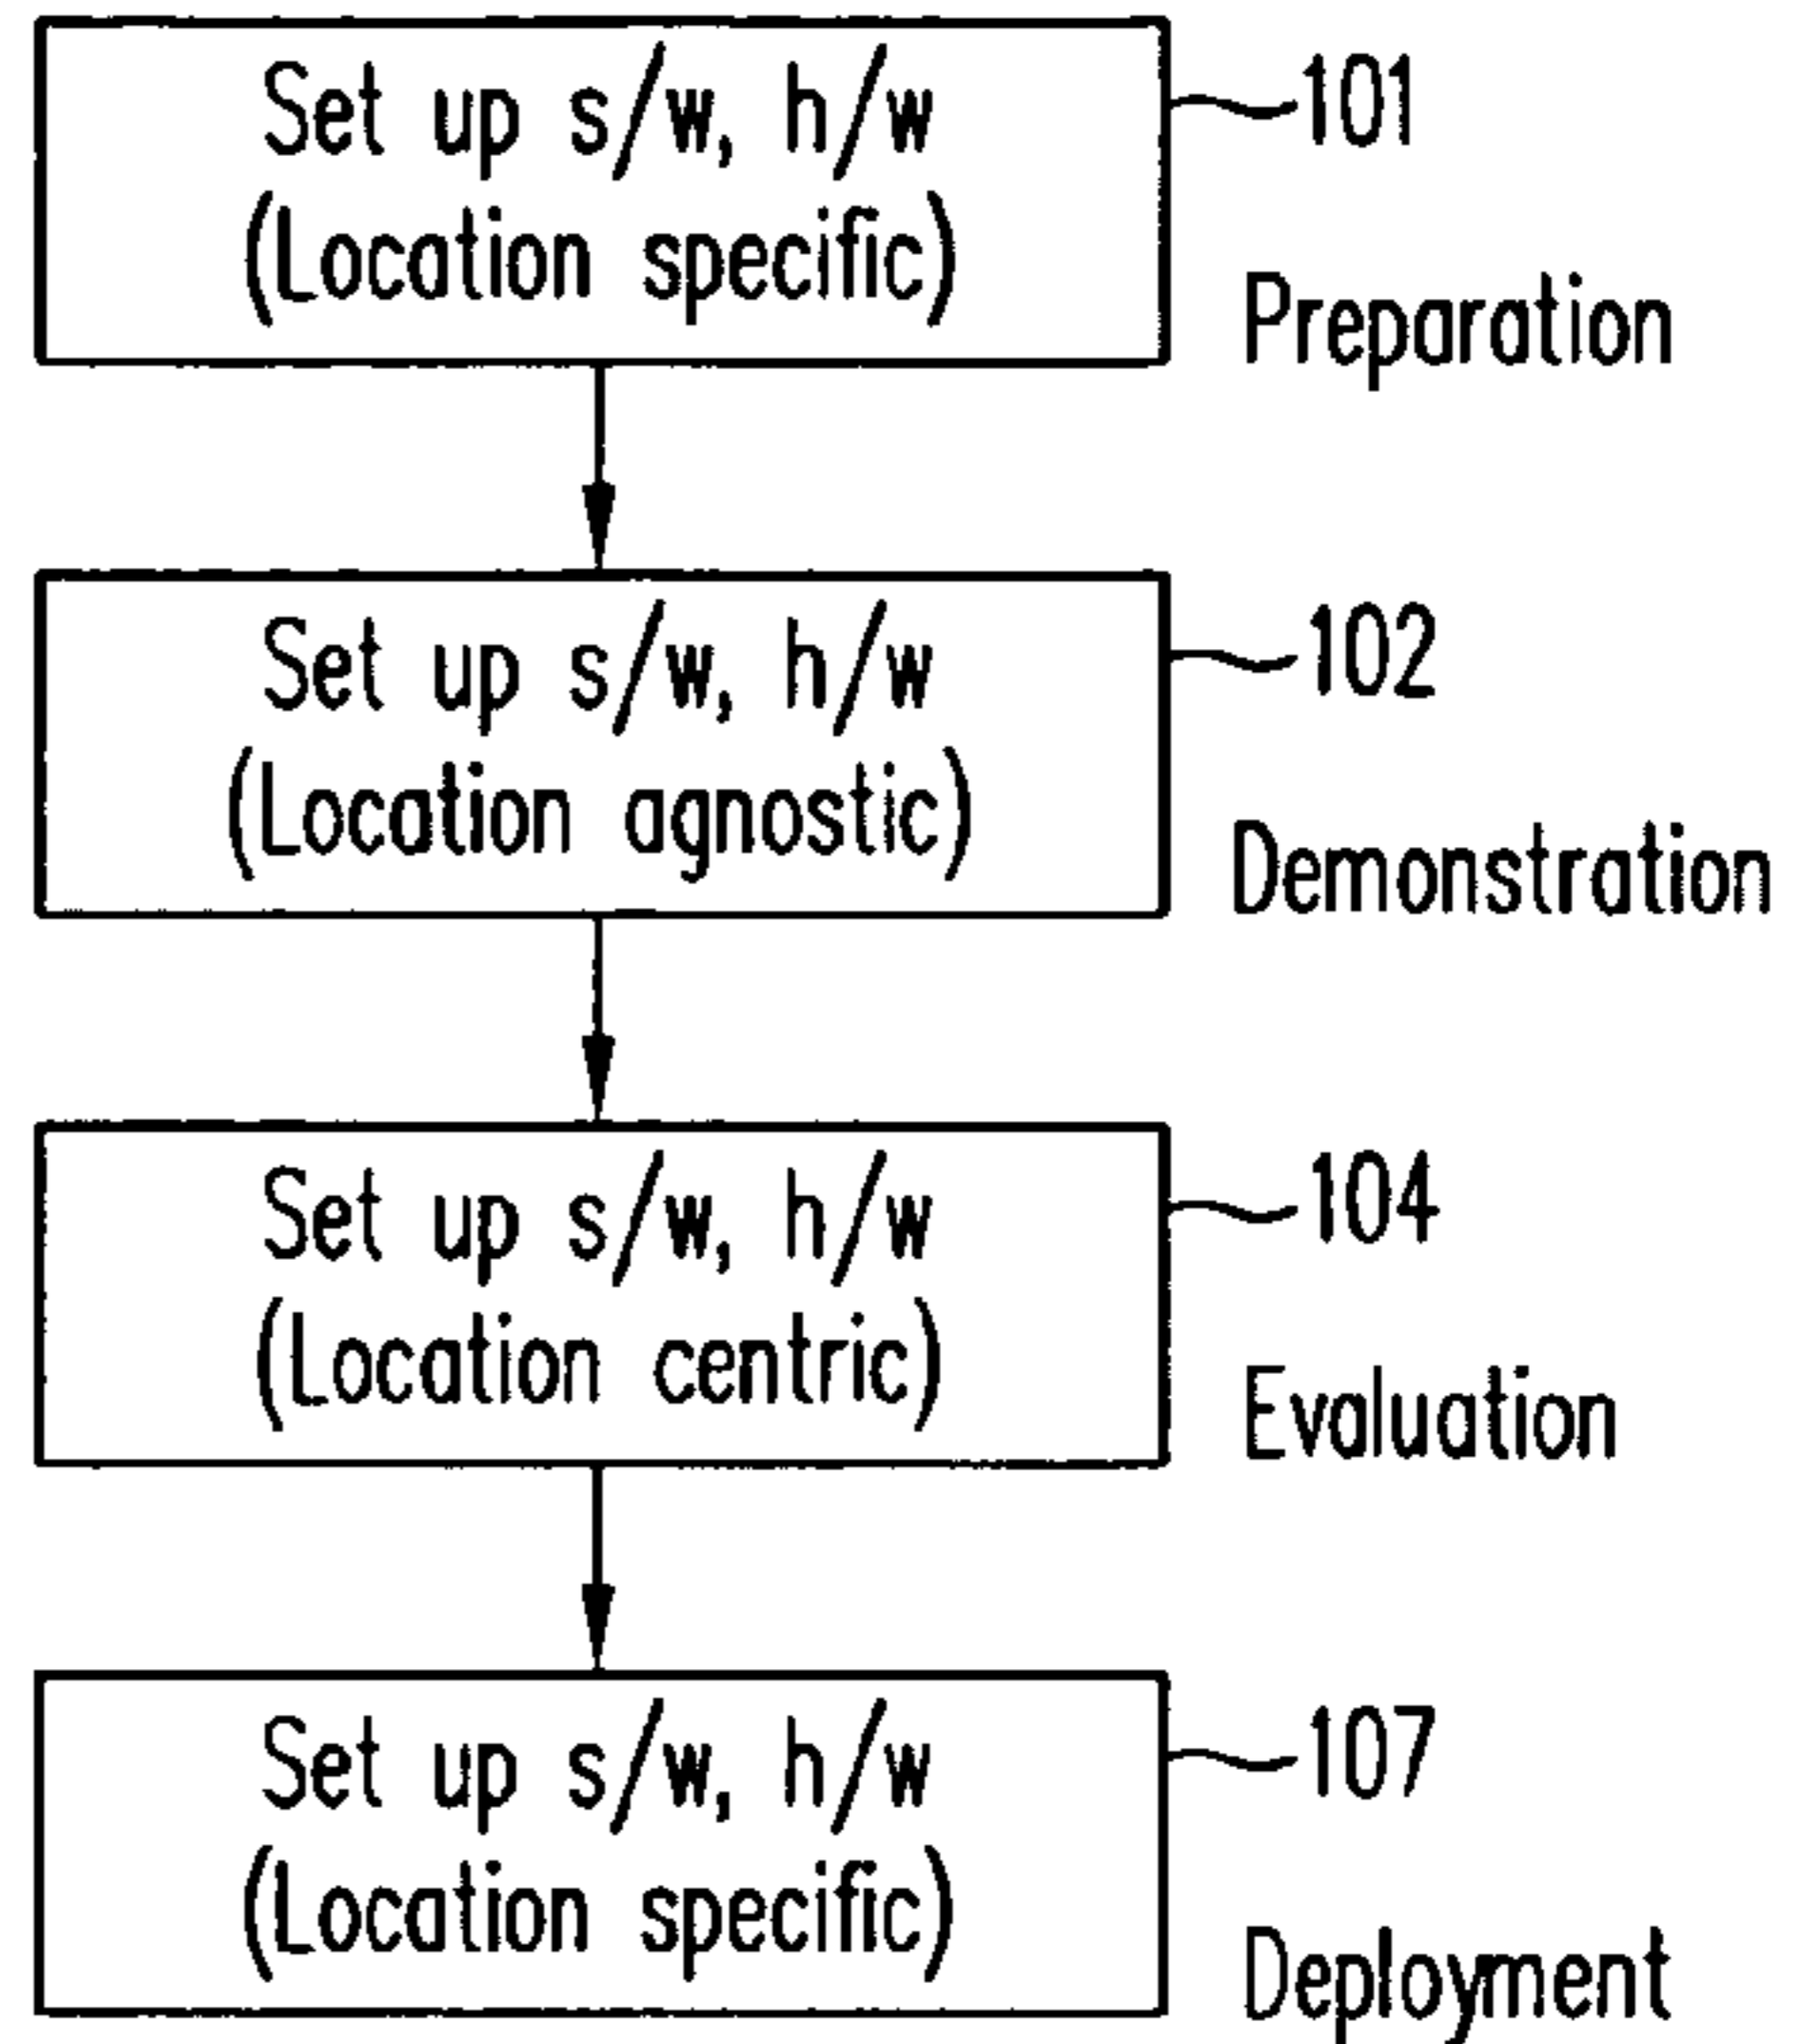 Set up s/w, h/w
(Location specific)
101
Preparation
Set up s/w, h/w
(Location agnostic)
102
Demonstration
Set up s/w, h/w
(Location centric)
104
Evaluation
Set up s/w, h/w
(Location specific)
107
Deployment